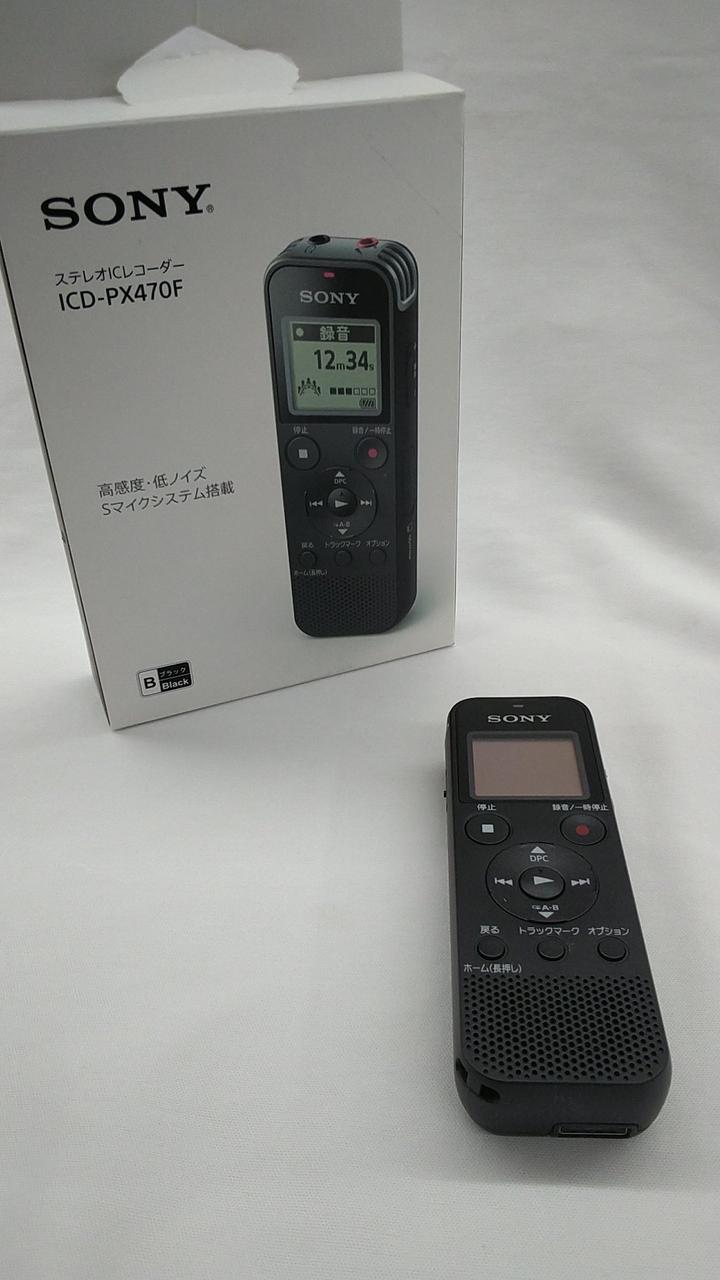 SONY®
ステレオICレコーダー
ICD-PX470F
高感度・低ノイズ
Sマイクシステム搭載
B ブラック
Black
SONY
録音
12m34s
停止 録音/一時停止
DPC
A-B
戻る トラックマーク オプション
ホーム(長押し)
SONY
停止 録音/一時停止
DPC
A-B
戻る トラックマーク オプション
ホーム(長押し)